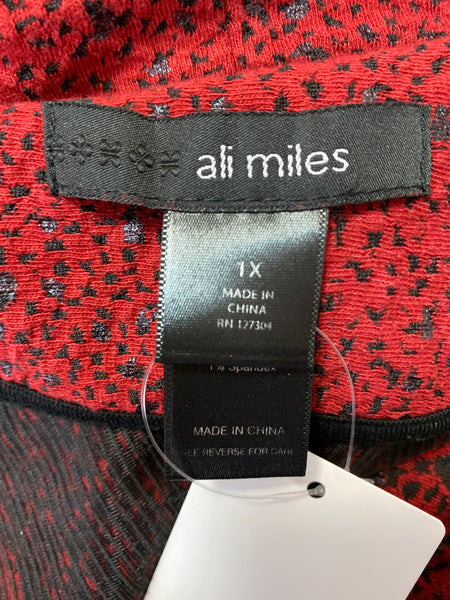 ali miles
1X
MADE IN
CHINA
RN 127304
1% Spandex
MADE IN CHINA
SEE REVERSE FOR CARE